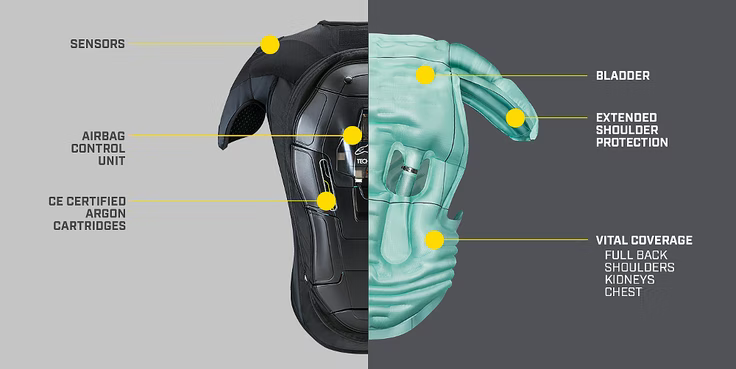 SENSORS
AIRBAG
CONTROL
UNIT
CE CERTIFIED
ARGON
CARTRIDGES
TECH
BLADDER
EXTENDED
SHOULDER
PROTECTION
VITAL COVERAGE
FULL BACK
SHOULDERS
KIDNEYS
CHEST